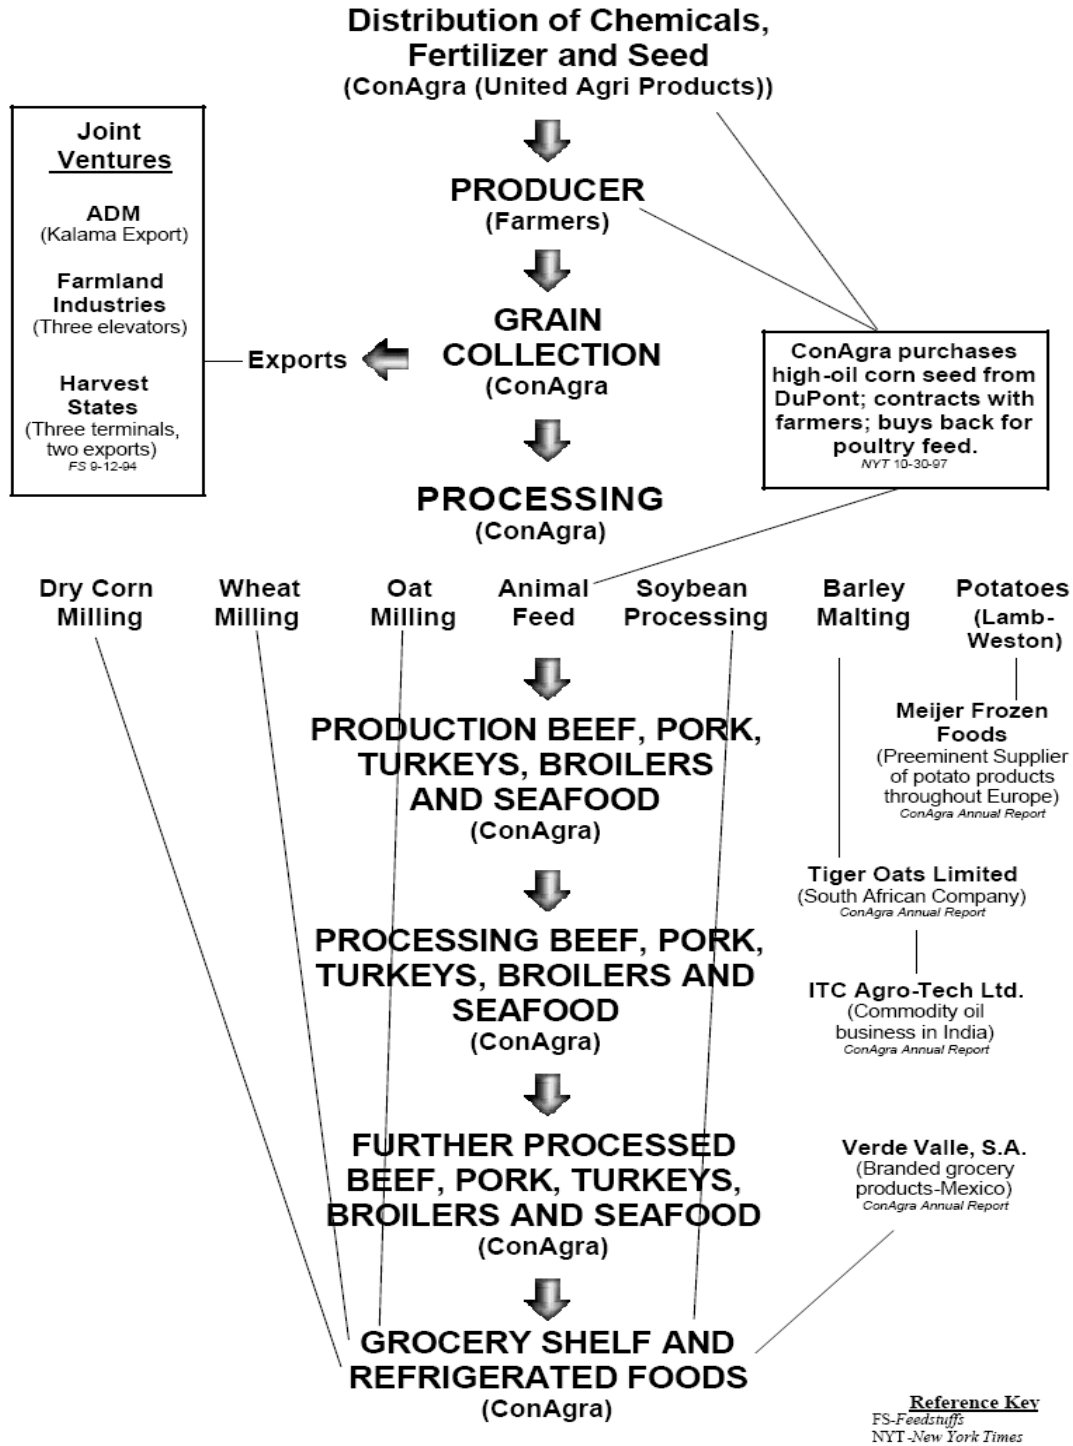 Distribution of Chemicals,
Fertilizer and Seed
(ConAgra (United Agri Products))
Joint
Ventures
ADM
(Kalama Export)
Farmland
Industries
(Three elevators)
Harvest
States
(Three terminals,
two exports)
FS 9-12-94
PRODUCER
(Farmers)
GRAIN
COLLECTION
(ConAgra
Exports
ConAgra purchases
high-oil corn seed from
DuPont; contracts with
farmers; buys back for
poultry feed.
NYT 10-30-97
PROCESSING
(ConAgra)
Dry Corn
Milling
Wheat
Milling
Oat
Milling
Animal
Feed
Soybean
Processing
Barley
Malting
Potatoes
(Lamb-
Weston)
PRODUCTION BEEF, PORK,
TURKEYS, BROILERS
AND SEAFOOD
(ConAgra)
Meijer Frozen
Foods
(Preeminent Supplier
of potato products
throughout Europe)
ConAgra Annual Report
Tiger Oats Limited
(South African Company)
ConAgra Annual Report
PROCESSING BEEF, PORK,
TURKEYS, BROILERS AND
SEAFOOD
(ConAgra)
ITC Agro-Tech Ltd.
(Commodity oil
business in India)
ConAgra Annual Report
FURTHER PROCESSED
BEEF, PORK, TURKEYS,
BROILERS AND SEAFOOD
(ConAgra)
Verde Valle, S.A.
(Branded grocery
products-Mexico)
ConAgra Annual Report
GROCERY SHELF AND
REFRIGERATED FOODS
(ConAgra)
Reference Key
FS-Feedstuffs
NYT-New York Times